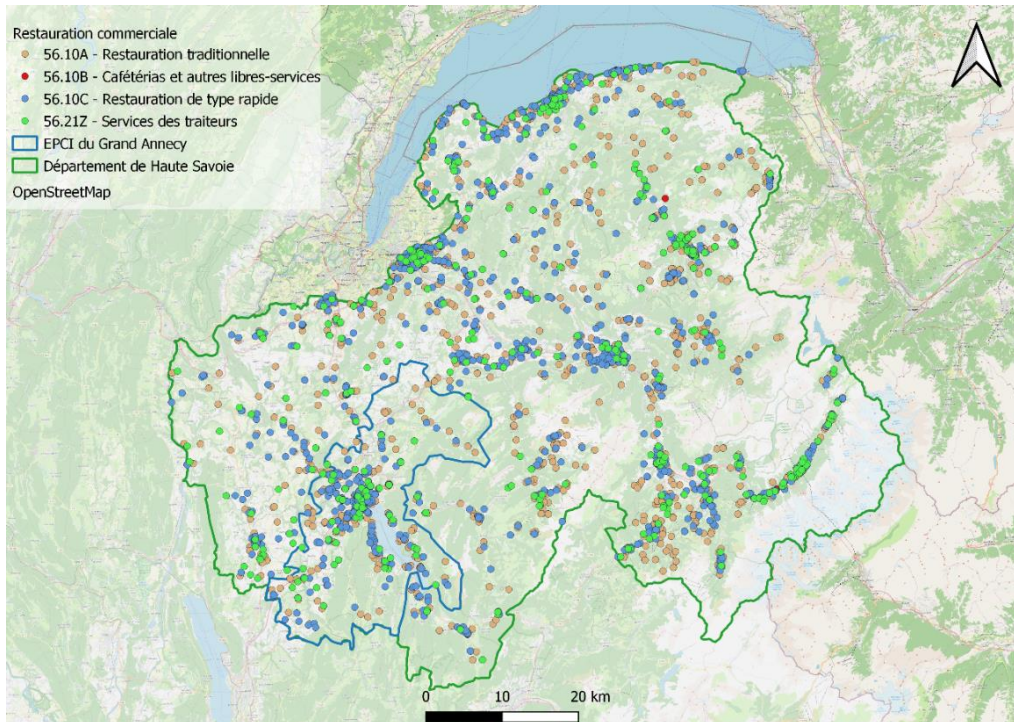 Restauration commerciale
56.10A - Restauration traditionnelle
56.10B - Cafétérias et autres libres-services
56.10C - Restauration de type rapide
56.21Z - Services des traiteurs
EPCI du Grand Annecy
Département de Haute Savoie
OpenStreetMap
0 10 20 km